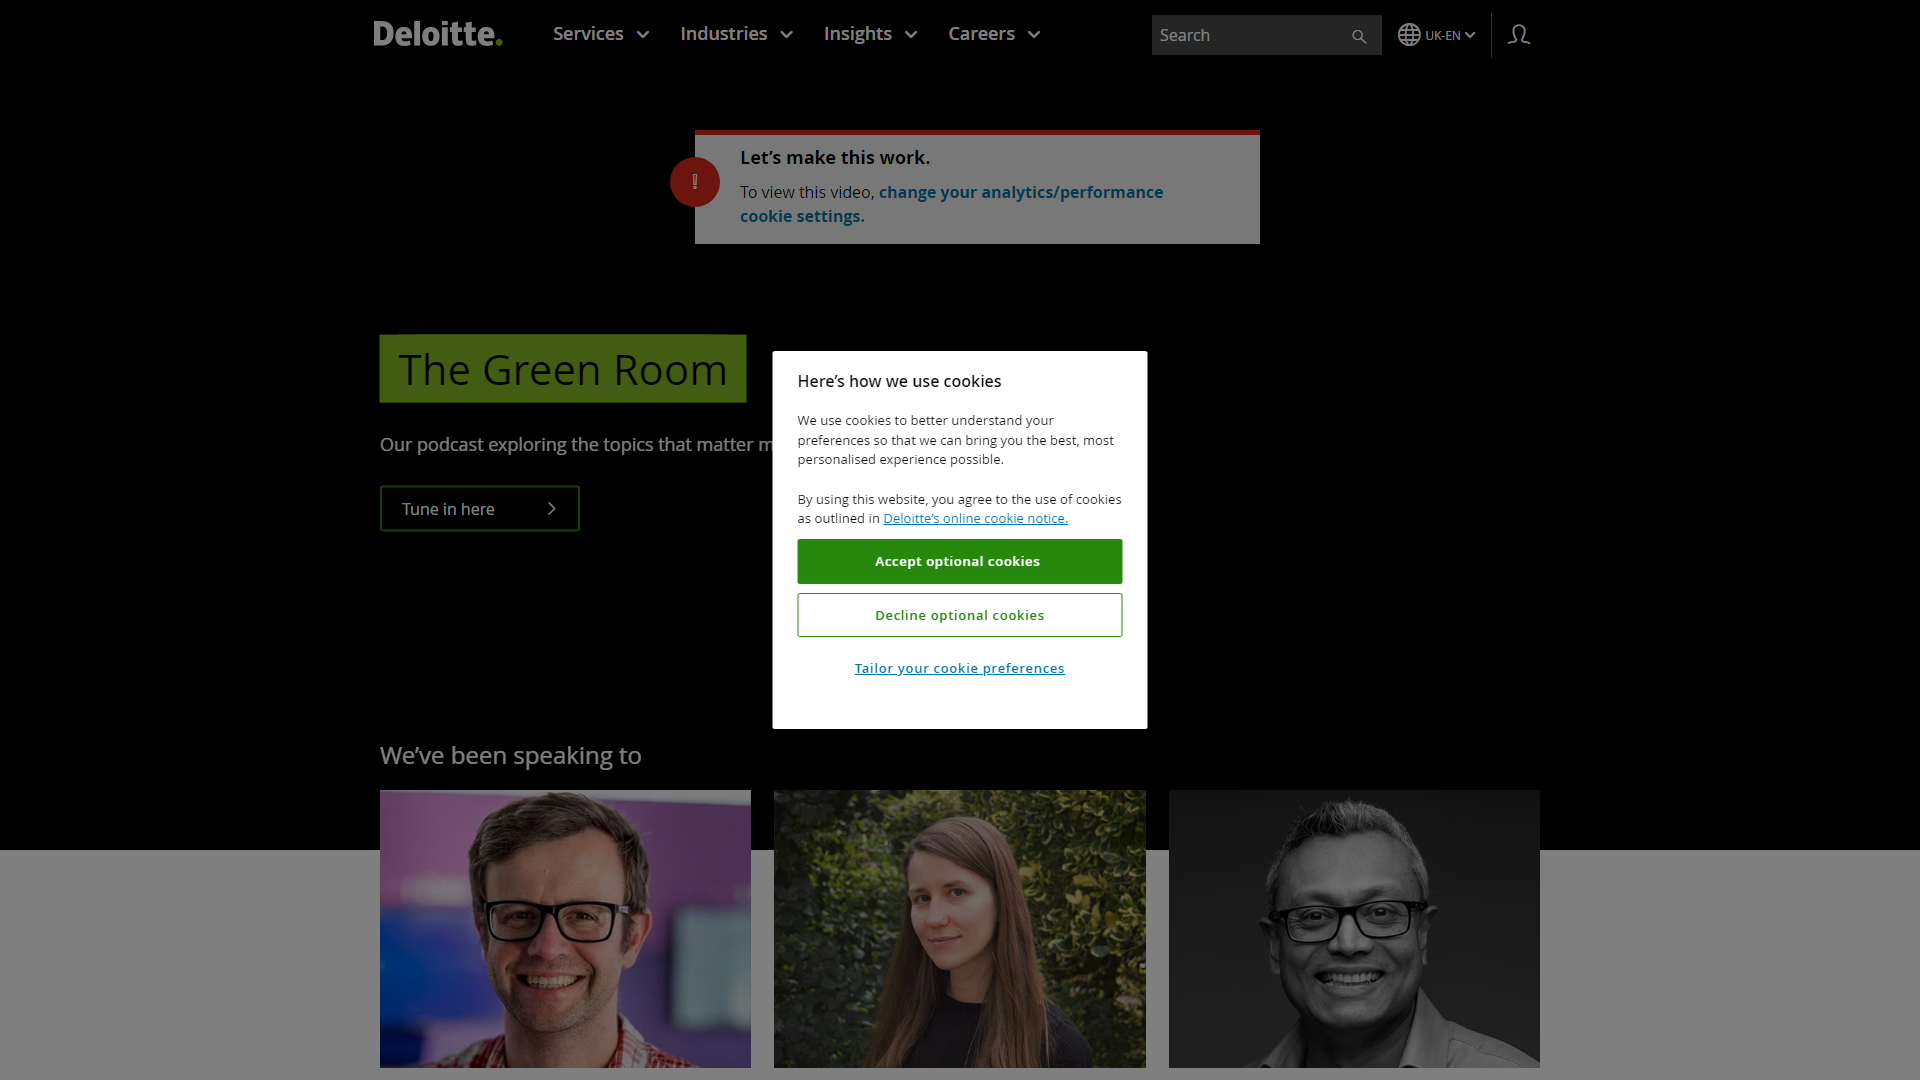 Deloitte.
Services
Industries
Insights
Careers
Search
UK-EN
Let's make this work.
To view this video, change your analytics/performance
cookie settings.
The Green Room
Our podcast exploring the topics that matter m
Tune in here
Here's how we use cookies
We use cookies to better understand your
preferences so that we can bring you the best, most
personalised experience possible.
By using this website, you agree to the use of cookies
as outlined in Deloitte's online cookie notice.
Accept optional cookies
Decline optional cookies
Tailor your cookie preferences
We've been speaking to